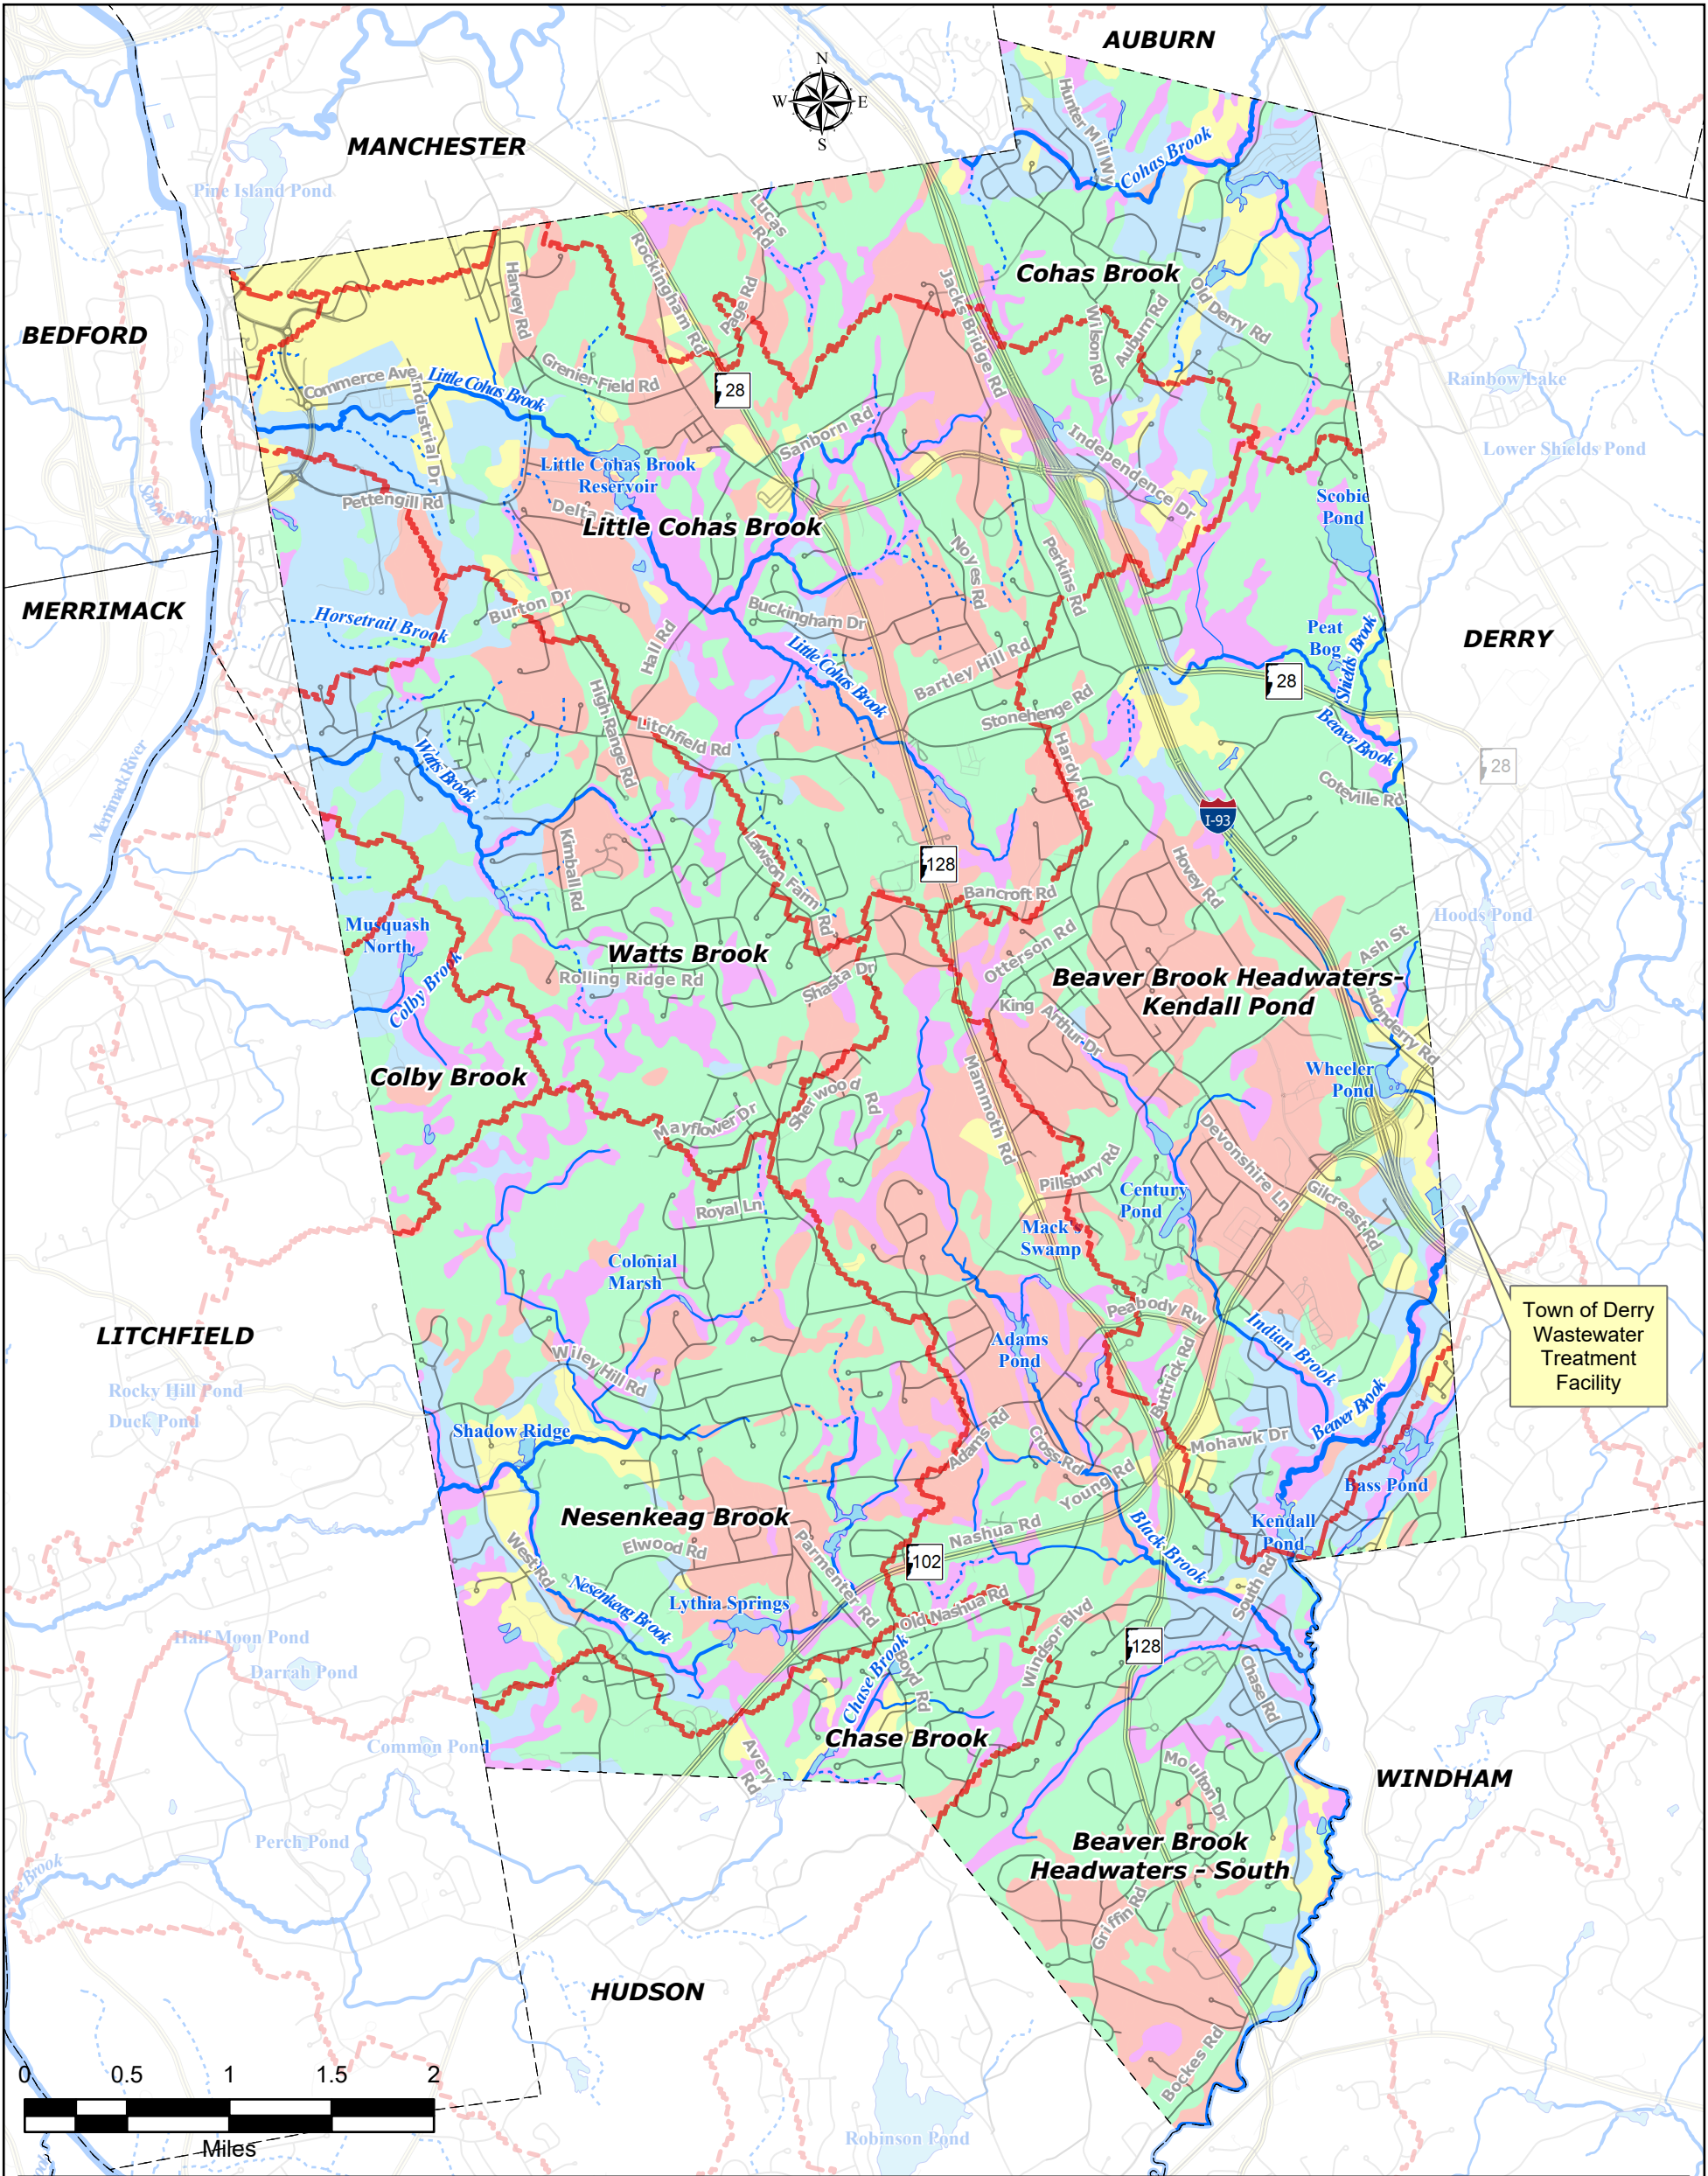 AUBURN
MANCHESTER
N
W
E
S
Hunter Mill Wy
Cohas Brook
Pine Island Pond
Lucas
Rd
Rockingham Rd
Harvey Rd
Page Rd
Jacks Bridge Rd
Cohas Brook
Old Derry Rd
Wilson Rd
Auburn Rd
BEDFORD
Grenier Field Rd
Commerce Ave
Little Cohas Brook
28
Rainbow Lake
Industrial Dr
Sanborn Rd
Independence Dr
Lower Shields Pond
Little Cohas Brook
Reservoir
Pettengill Rd
Scobie
Pond
Little Cohas Brook
Noyes Rd
Perkins Rd
MERRIMACK
Burton Dr
Horsetrail Brook
Buckingham Dr
Hall Rd
Peat
Bog
Shields Brook
DERRY
Little Cohas Brook
Bartley Hill Rd
28
High Range Rd
Stonehenge Rd
Litchfield Rd
Beaver Brook
Hardy Rd
28
Watts Brook
Merrimack River
Coteville Rd
I-93
Kimball Rd
Lawson Farm Rd
128
Hovey Rd
Bancroft Rd
Hoods Pond
Musquash
North
Otterson Rd
Ash St
Watts Brook
Rolling Ridge Rd
Shasta Dr
Beaver Brook Headwaters-
Kendall Pond
Colby Brook
King Arthur Dr
Colby Brook
Mammoth Rd
Wheeler
Pond
Sherwood
Rd
Mayflower Dr
Devonshire Ln
Pillsbury Rd
Century
Pond
Gilcreast Rd
Royal Ln
Mack's
Swamp
Colonial
Marsh
Peabody Rw
LITCHFIELD
Adams
Pond
Indian Brook
Town of Derry
Wastewater
Treatment
Facility
Wiley Hill Rd
Buttrick Rd
Rocky Hill Pond
Duck Pond
Beaver Brook
Shadow Ridge
Adams Rd
Cross Rd
Mohawk Dr
Young Rd
Bass Pond
Nesenkeag Brook
Kendall
Pond
Nashua Rd
Black Brook
West Rd
Elwood Rd
Parmenter Rd
102
Nesenkeag Brook
Lythia Springs
Old Nashua Rd
South Rd
Windsor Blvd
Half Moon Pond
128
Darrah Pond
Chase Brook
Boyd Rd
Chase Rd
Common Pond
Chase Brook
Avery
Rd
Moulton Dr
WINDHAM
Perch Pond
Beaver Brook
Headwaters - South
Griffin Rd
HUDSON
Bockes Rd
0
0.5
1
1.5
2
Miles
Robinson Pond